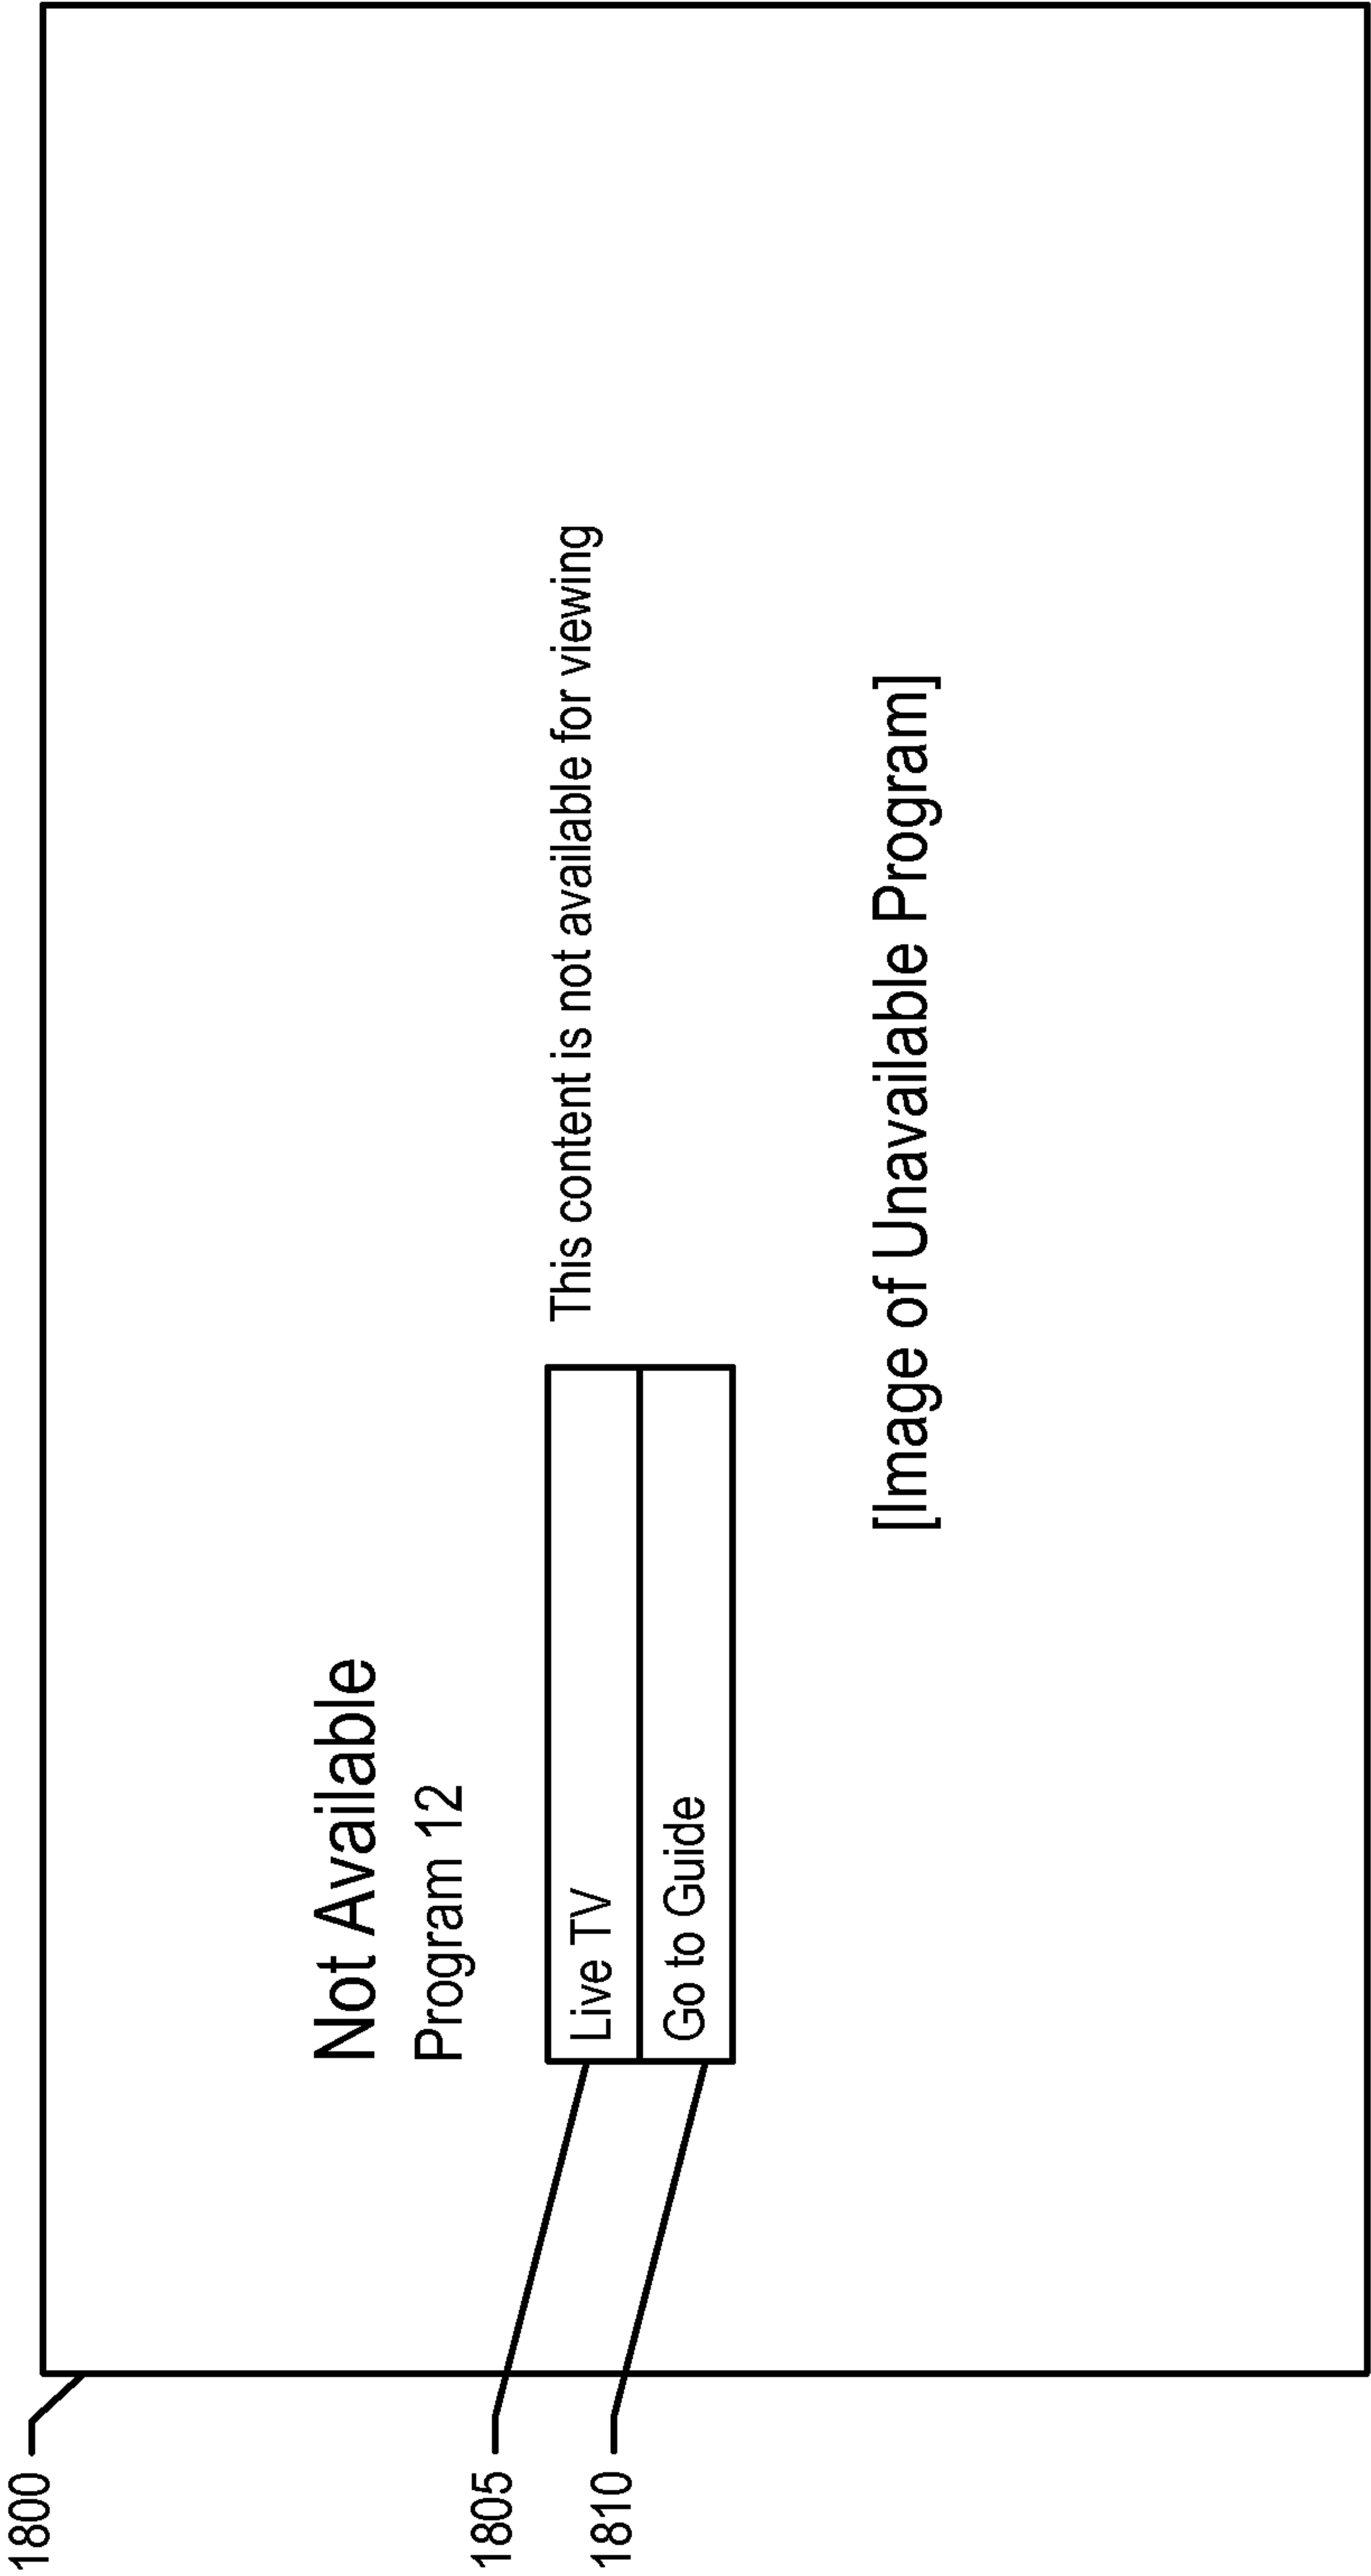 1800
Not Available
Program 12
1805
Live TV
This content is not available for viewing
1810
Go to Guide
[Image of Unavailable Program]